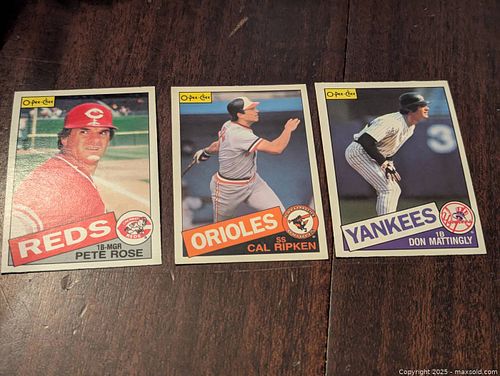 O-Pee-Chee
REDS
1B-MGR
PETE ROSE
O-Pee-Chee
ORIOLES
SS
CAL RIPKEN
O-Pee-Chee
3
YANKEES
1B
DON MATTINGLY
Copyright 2025 - maxsold.com